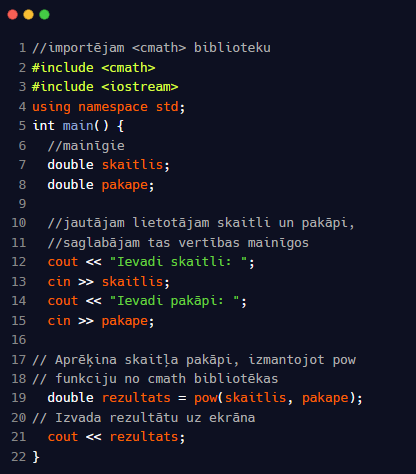 1 //importējam <cmath> biblioteku
2 #include <cmath>
3 #include <iostream>
4 using namespace std;
5 int main() {
6   //mainīgie
7   double skaitlis;
8   double pakape;
9
10   //jautājam lietotājam skaitli un pakāpi,
11   //saglabājam tas vertības mainīgos
12   cout << "Ievadi skaitli: ";
13   cin >> skaitlis;
14   cout << "Ievadi pakāpi: ";
15   cin >> pakape;
16
17 // Aprēķina skaitļa pakāpi, izmantojot pow
18 // funkciju no cmath bibliotēkas
19   double rezultats = pow(skaitlis, pakape);
20 // Izvada rezultātu uz ekrāna
21   cout << rezultats;
22 }